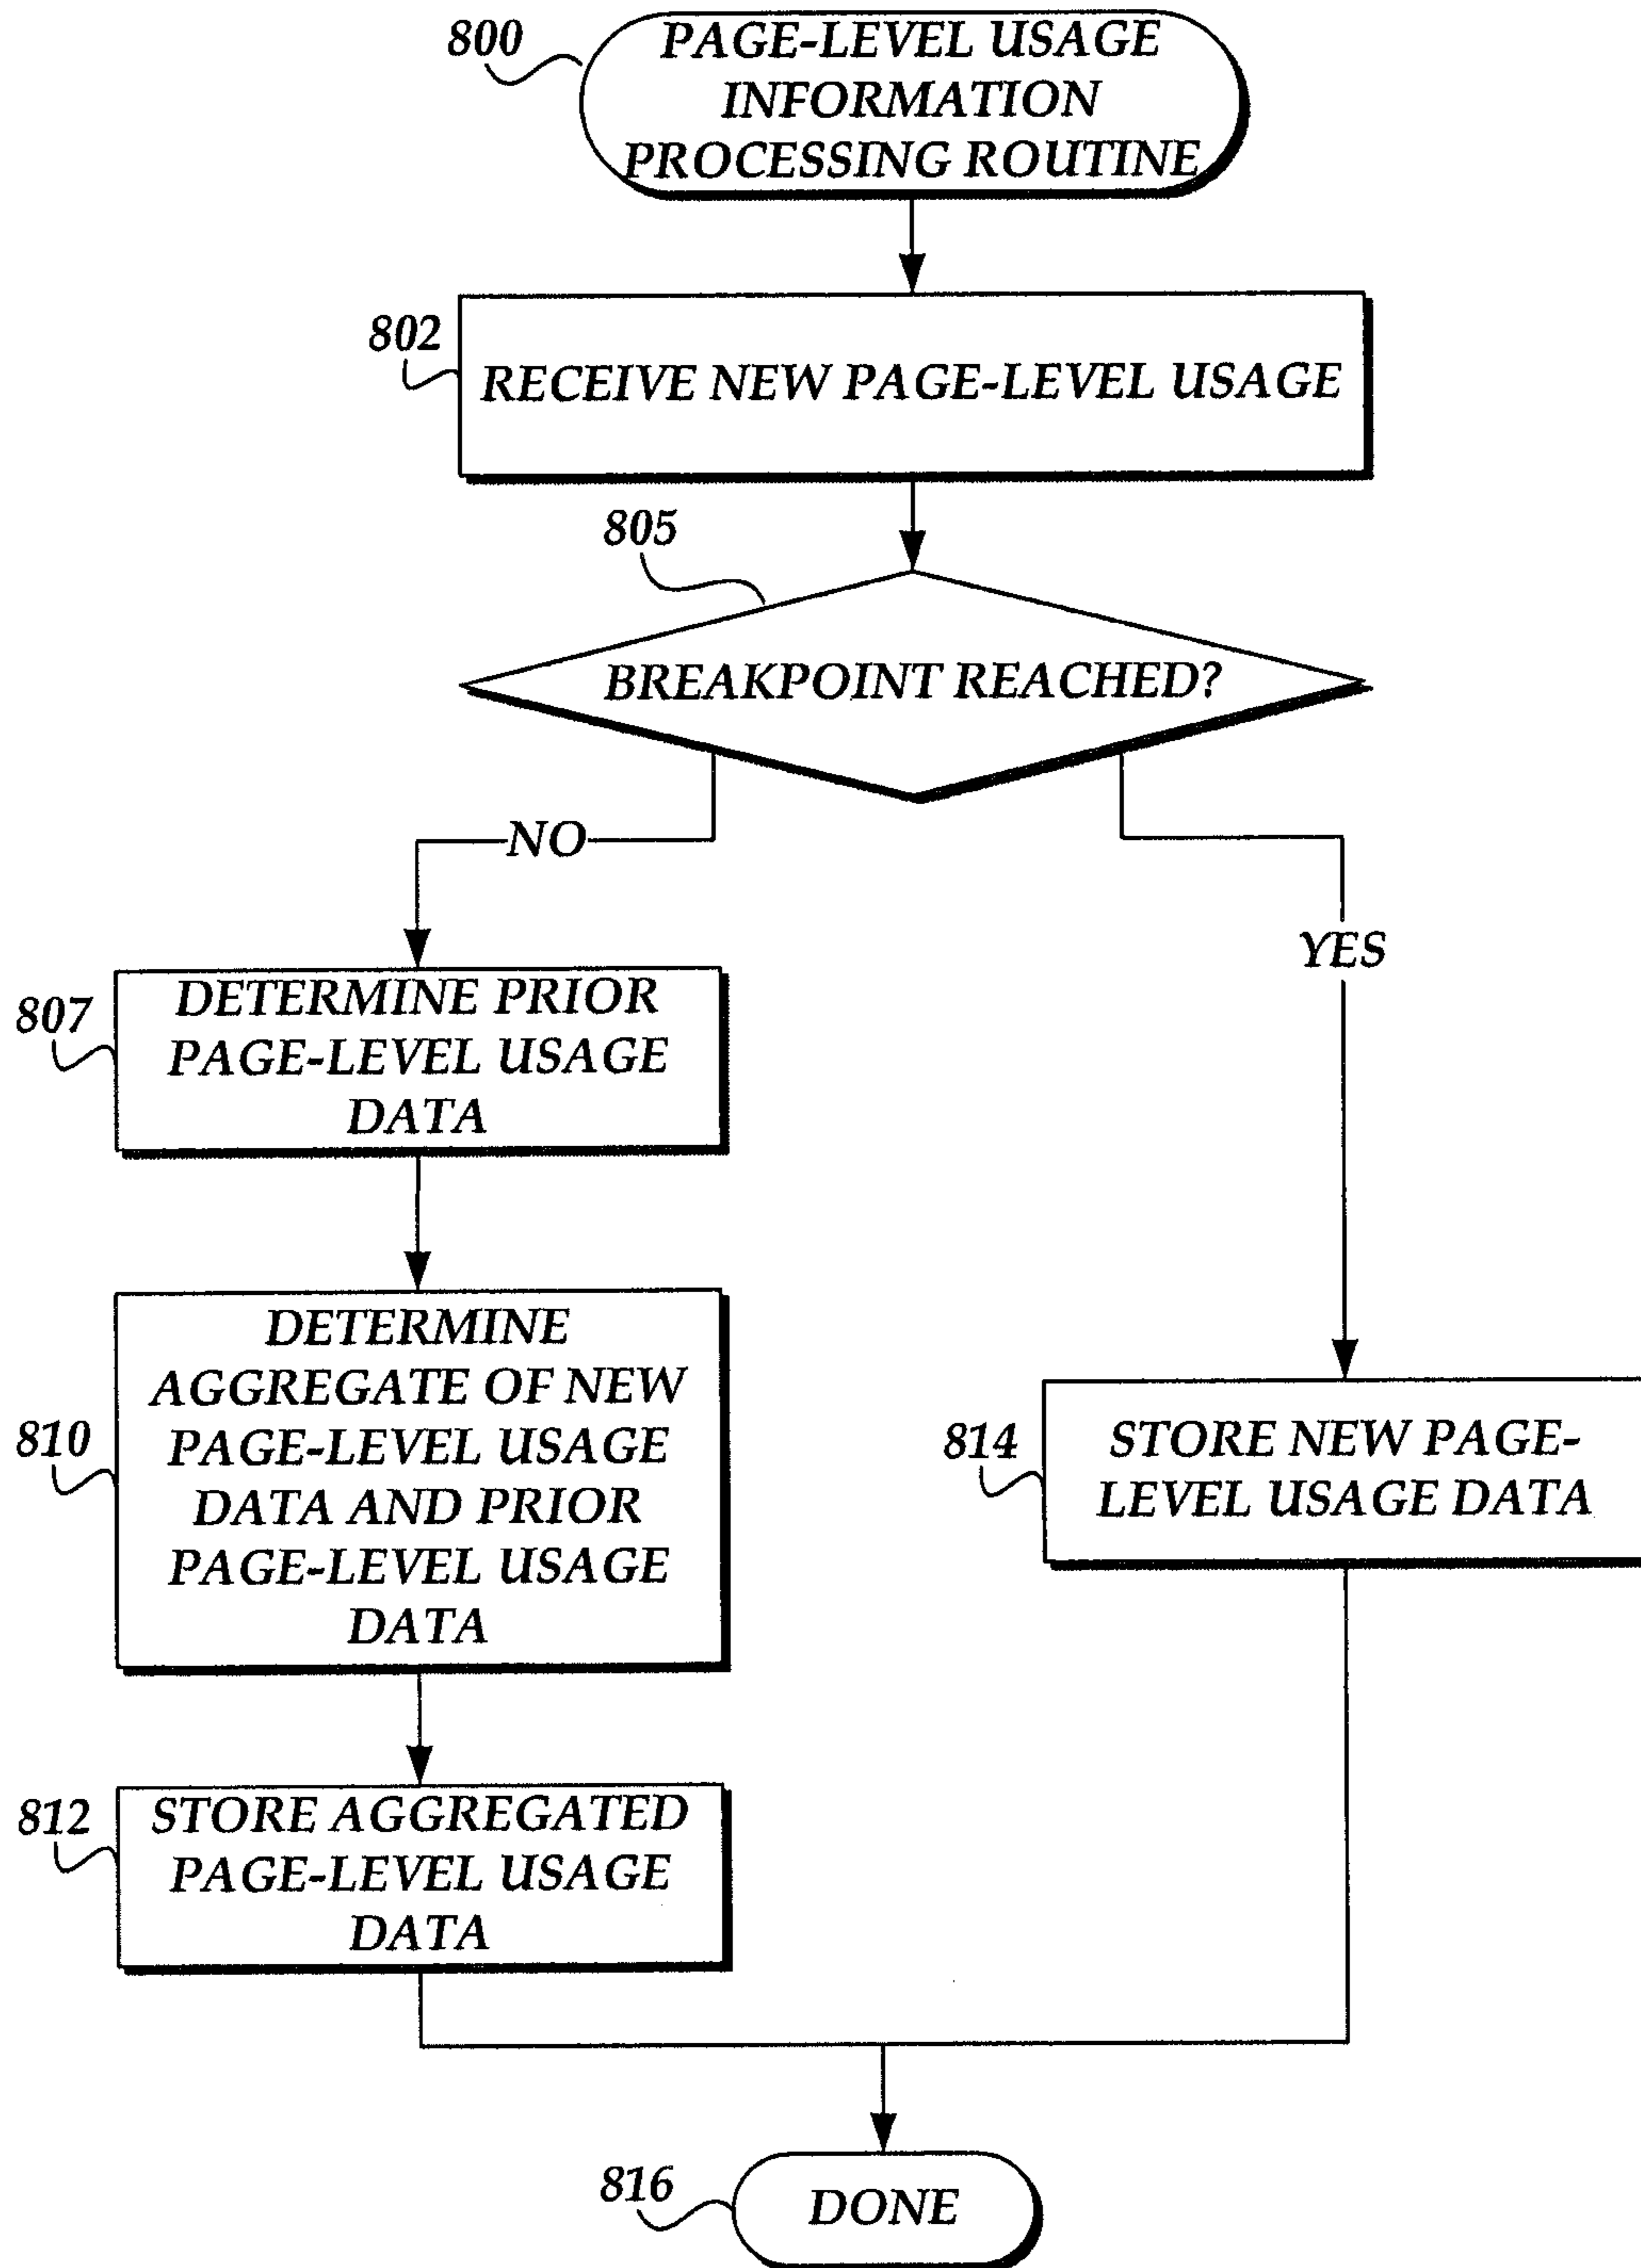 800
PAGE-LEVEL USAGE
INFORMATION
PROCESSING ROUTINE
802
RECEIVE NEW PAGE-LEVEL USAGE
805
BREAKPOINT REACHED?
NO
YES
807
DETERMINE PRIOR
PAGE-LEVEL USAGE
DATA
810
DETERMINE
AGGREGATE OF NEW
PAGE-LEVEL USAGE
DATA AND PRIOR
PAGE-LEVEL USAGE
DATA
814
STORE NEW PAGE-
LEVEL USAGE DATA
812
STORE AGGREGATED
PAGE-LEVEL USAGE
DATA
816
DONE